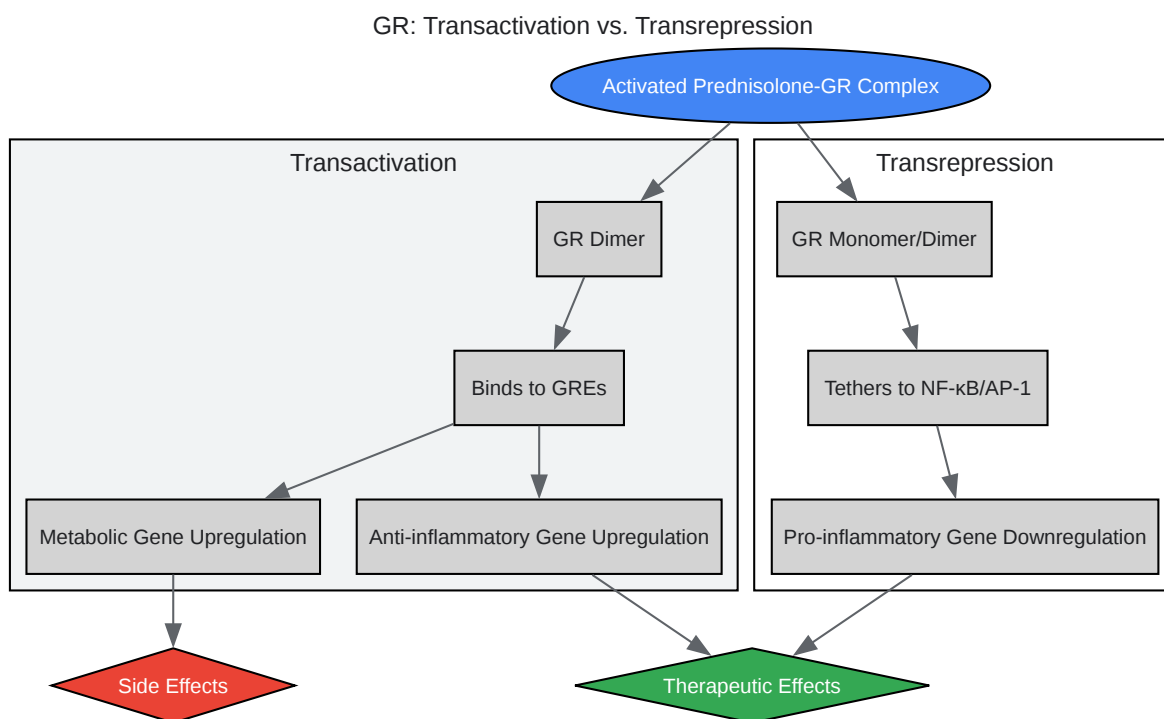 GR: Transactivation vs. Transrepression
Activated Prednisolone-GR Complex
Transactivation
Transrepression
GR Dimer
GR Monomer/Dimer
Binds to GREs
Tethers to NF-κB/AP-1
Metabolic Gene Upregulation
Anti-inflammatory Gene Upregulation
Pro-inflammatory Gene Downregulation
Side Effects
Therapeutic Effects